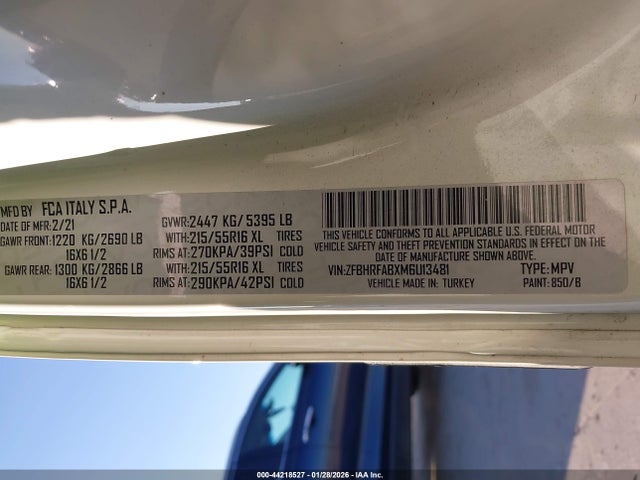 MFD BY FCA ITALY S.P.A.
DATE OF MFR: 2/21
GAWR FRONT: 1220 KG/2690 LB
16X6 1/2
GAWR REAR: 1300 KG/2866 LB
16X6 1/2
GVWR: 2447 KG/ 5395 LB
WITH: 215/55R16 XL TIRES
RIMS AT: 270KPA/39PSI COLD
WITH: 215/55R16 XL TIRES
RIMS AT: 290KPA/42PSI COLD
THIS VEHICLE CONFORMS TO ALL APPLICABLE U.S. FEDERAL MOTOR
VEHICLE SAFETY AND THEFT PREVENTION STANDARDS IN EFFECT ON THE
DATE OF MANUFACTURE SHOWN ABOVE.
VIN: ZFBHRFABXM6U13481 TYPE: MPV
VEHICLE MADE IN: TURKEY PAINT: 850/B
000-44218527 - 01/28/2026 - IAA Inc.